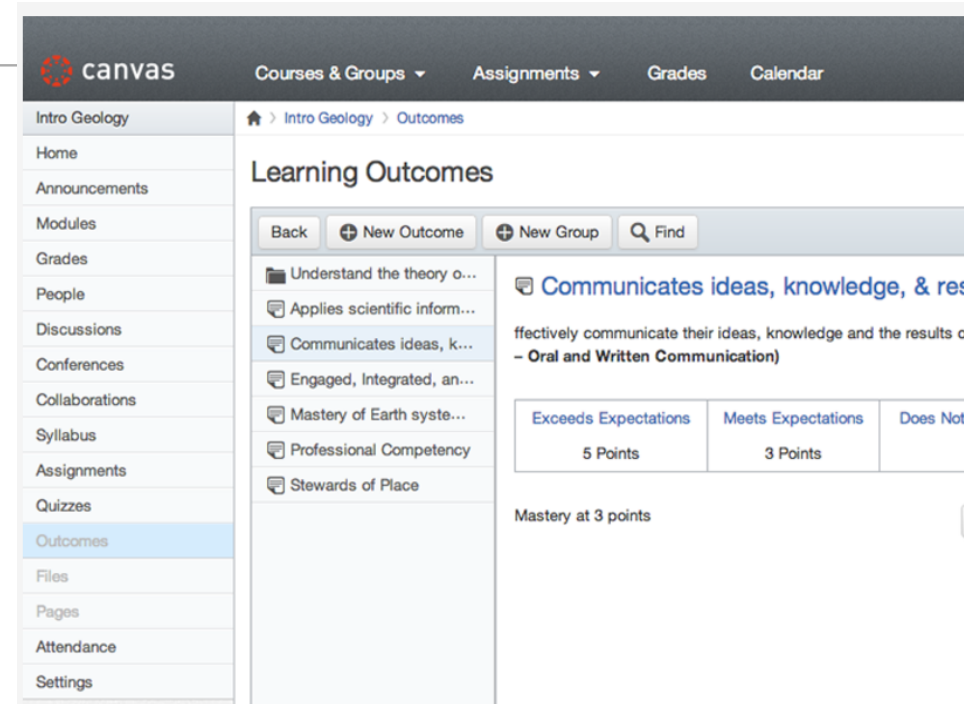 canvas
Courses & Groups Assignments Grades Calendar
Intro Geology
Home
Announcements
Modules
Grades
People
Discussions
Conferences
Collaborations
Syllabus
Assignments
Quizzes
Outcomes
Files
Pages
Attendance
Settings
Intro Geology > Outcomes
Learning Outcomes
Back New Outcome New Group Find
Understand the theory o...
Applies scientific inform...
Communicates ideas, k...
Engaged, Integrated, an...
Mastery of Earth syste...
Professional Competency
Stewards of Place
Communicates ideas, knowledge, & res
ffectively communicate their ideas, knowledge and the results o
– Oral and Written Communication)
Exceeds Expectations Meets Expectations Does Not
5 Points 3 Points
Mastery at 3 points